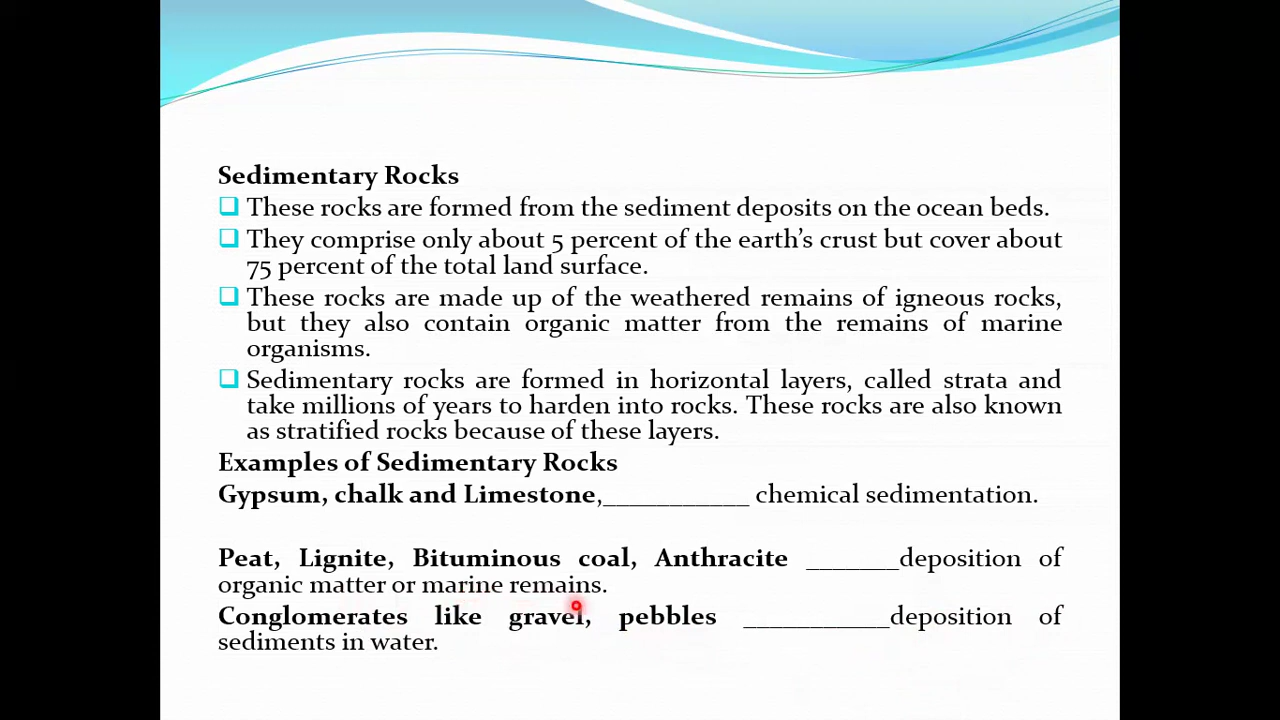 Sedimentary Rocks
These rocks are formed from the sediment deposits on the ocean beds.
They comprise only about 5 percent of the earth's crust but cover about
75 percent of the total land surface.
These rocks are made up of the weathered remains of igneous rocks,
but they also contain organic matter from the remains of marine
organisms.
Sedimentary rocks are formed in horizontal layers, called strata and
take millions of years to harden into rocks. These rocks are also known
as stratified rocks because of these layers.
Examples of Sedimentary Rocks
Gypsum, chalk and Limestone,___________ chemical sedimentation.
Peat, Lignite, Bituminous coal, Anthracite _______deposition of
organic matter or marine remains.
Conglomerates like gravel, pebbles ___________deposition of
sediments in water.